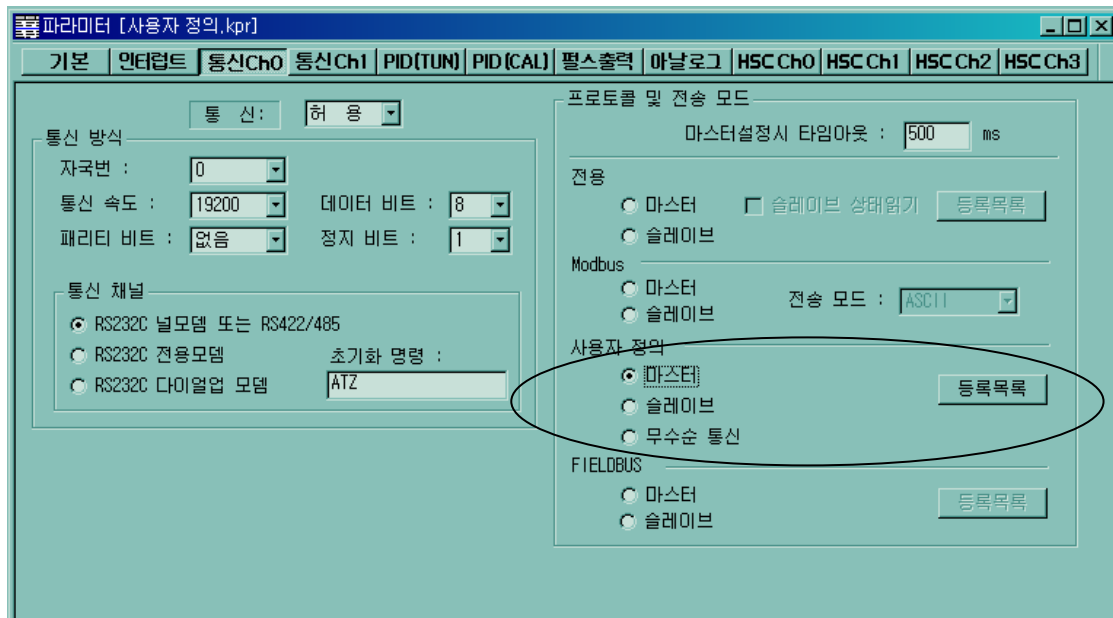 파라미터 [사용자 정의.kpr]
기본 인터럽트 통신Ch0 통신Ch1 PID(TUN) PID(CAL) 펄스출력 아날로그 HSC Ch0 HSC Ch1 HSC Ch2 HSC Ch3
통 신: 허 용
통신 방식
자국번 : 0
통신 속도 : 19200 데이터 비트 : 8
패리티 비트 : 없음 정지 비트 : 1
통신 채널
RS232C 널모뎀 또는 RS422/485
RS232C 전용모뎀 초기화 명령 :
RS232C 다이얼업 모뎀 ATZ
프로토콜 및 전송 모드
마스터설정시 타임아웃 : 500 ms
전용
마스터 슬레이브 상태읽기 등록목록
슬레이브
Modbus
마스터 전송 모드 : ASCII
슬레이브
사용자 정의
마스터 등록목록
슬레이브
무수순 통신
FIELDBUS
마스터 등록목록
슬레이브